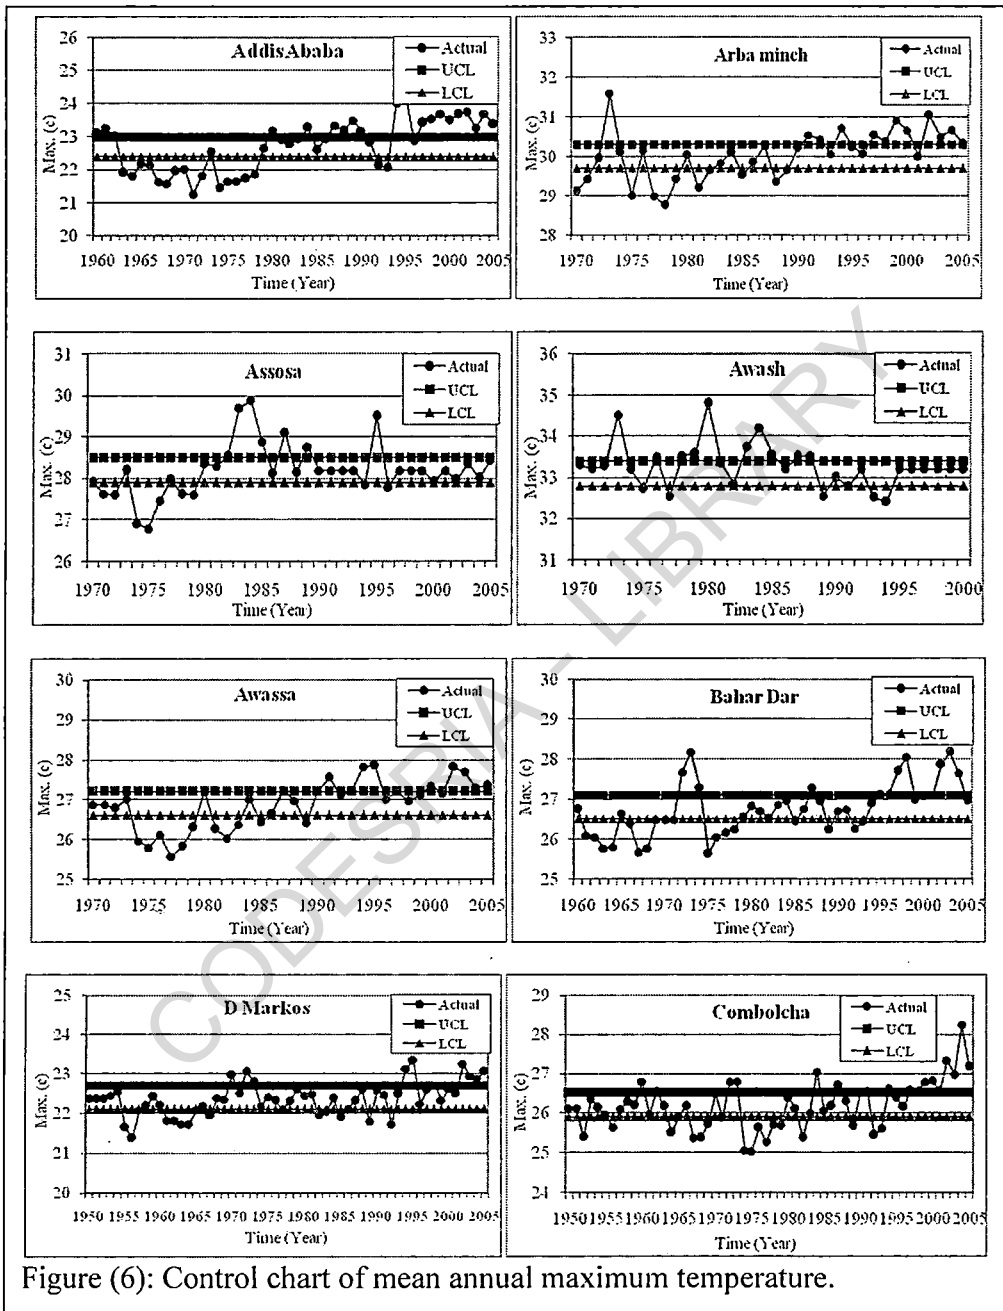 Addis Ababa
Actual
UCL
LCL
Max. (c)
26
25
24
23
22
21
20
1960 1965 1970 1975 1980 1985 1990 1995 2000 2005
Time (Year)
Arba minch
Actual
UCL
LCL
Max. (c)
33
32
31
30
29
28
1970 1975 1980 1985 1990 1995 2000 2005
Time (Year)
Assosa
Actual
UCL
LCL
Max. (c)
31
30
29
28
27
26
1970 1975 1980 1985 1990 1995 2000 2005
Time (Year)
Awash
Actual
UCL
LCL
Max. (c)
36
35
34
33
32
31
1970 1975 1980 1985 1990 1995 2000
Time (Year)
Awassa
Actual
UCL
LCL
Max. (c)
30
29
28
27
26
25
1970 1975 1980 1985 1990 1995 2000 2005
Time (Year)
Bahar Dar
Actual
UCL
LCL
Max. (c)
30
29
28
27
26
25
1960 1965 1970 1975 1980 1985 1990 1995 2000 2005
Time (Year)
D Markos
Actual
UCL
LCL
Max. (c)
25
24
23
22
21
20
1950 1955 1960 1965 1970 1975 1980 1985 1990 1995 2000 2005
Time (Year)
Combolcha
Actual
UCL
LCL
Max. (c)
29
28
27
26
25
24
1950 1955 1960 1965 1970 1975 1980 1985 1990 1995 2000 2005
Time (Year)
CODESRIA - LIBRARY
Figure (6): Control chart of mean annual maximum temperature.